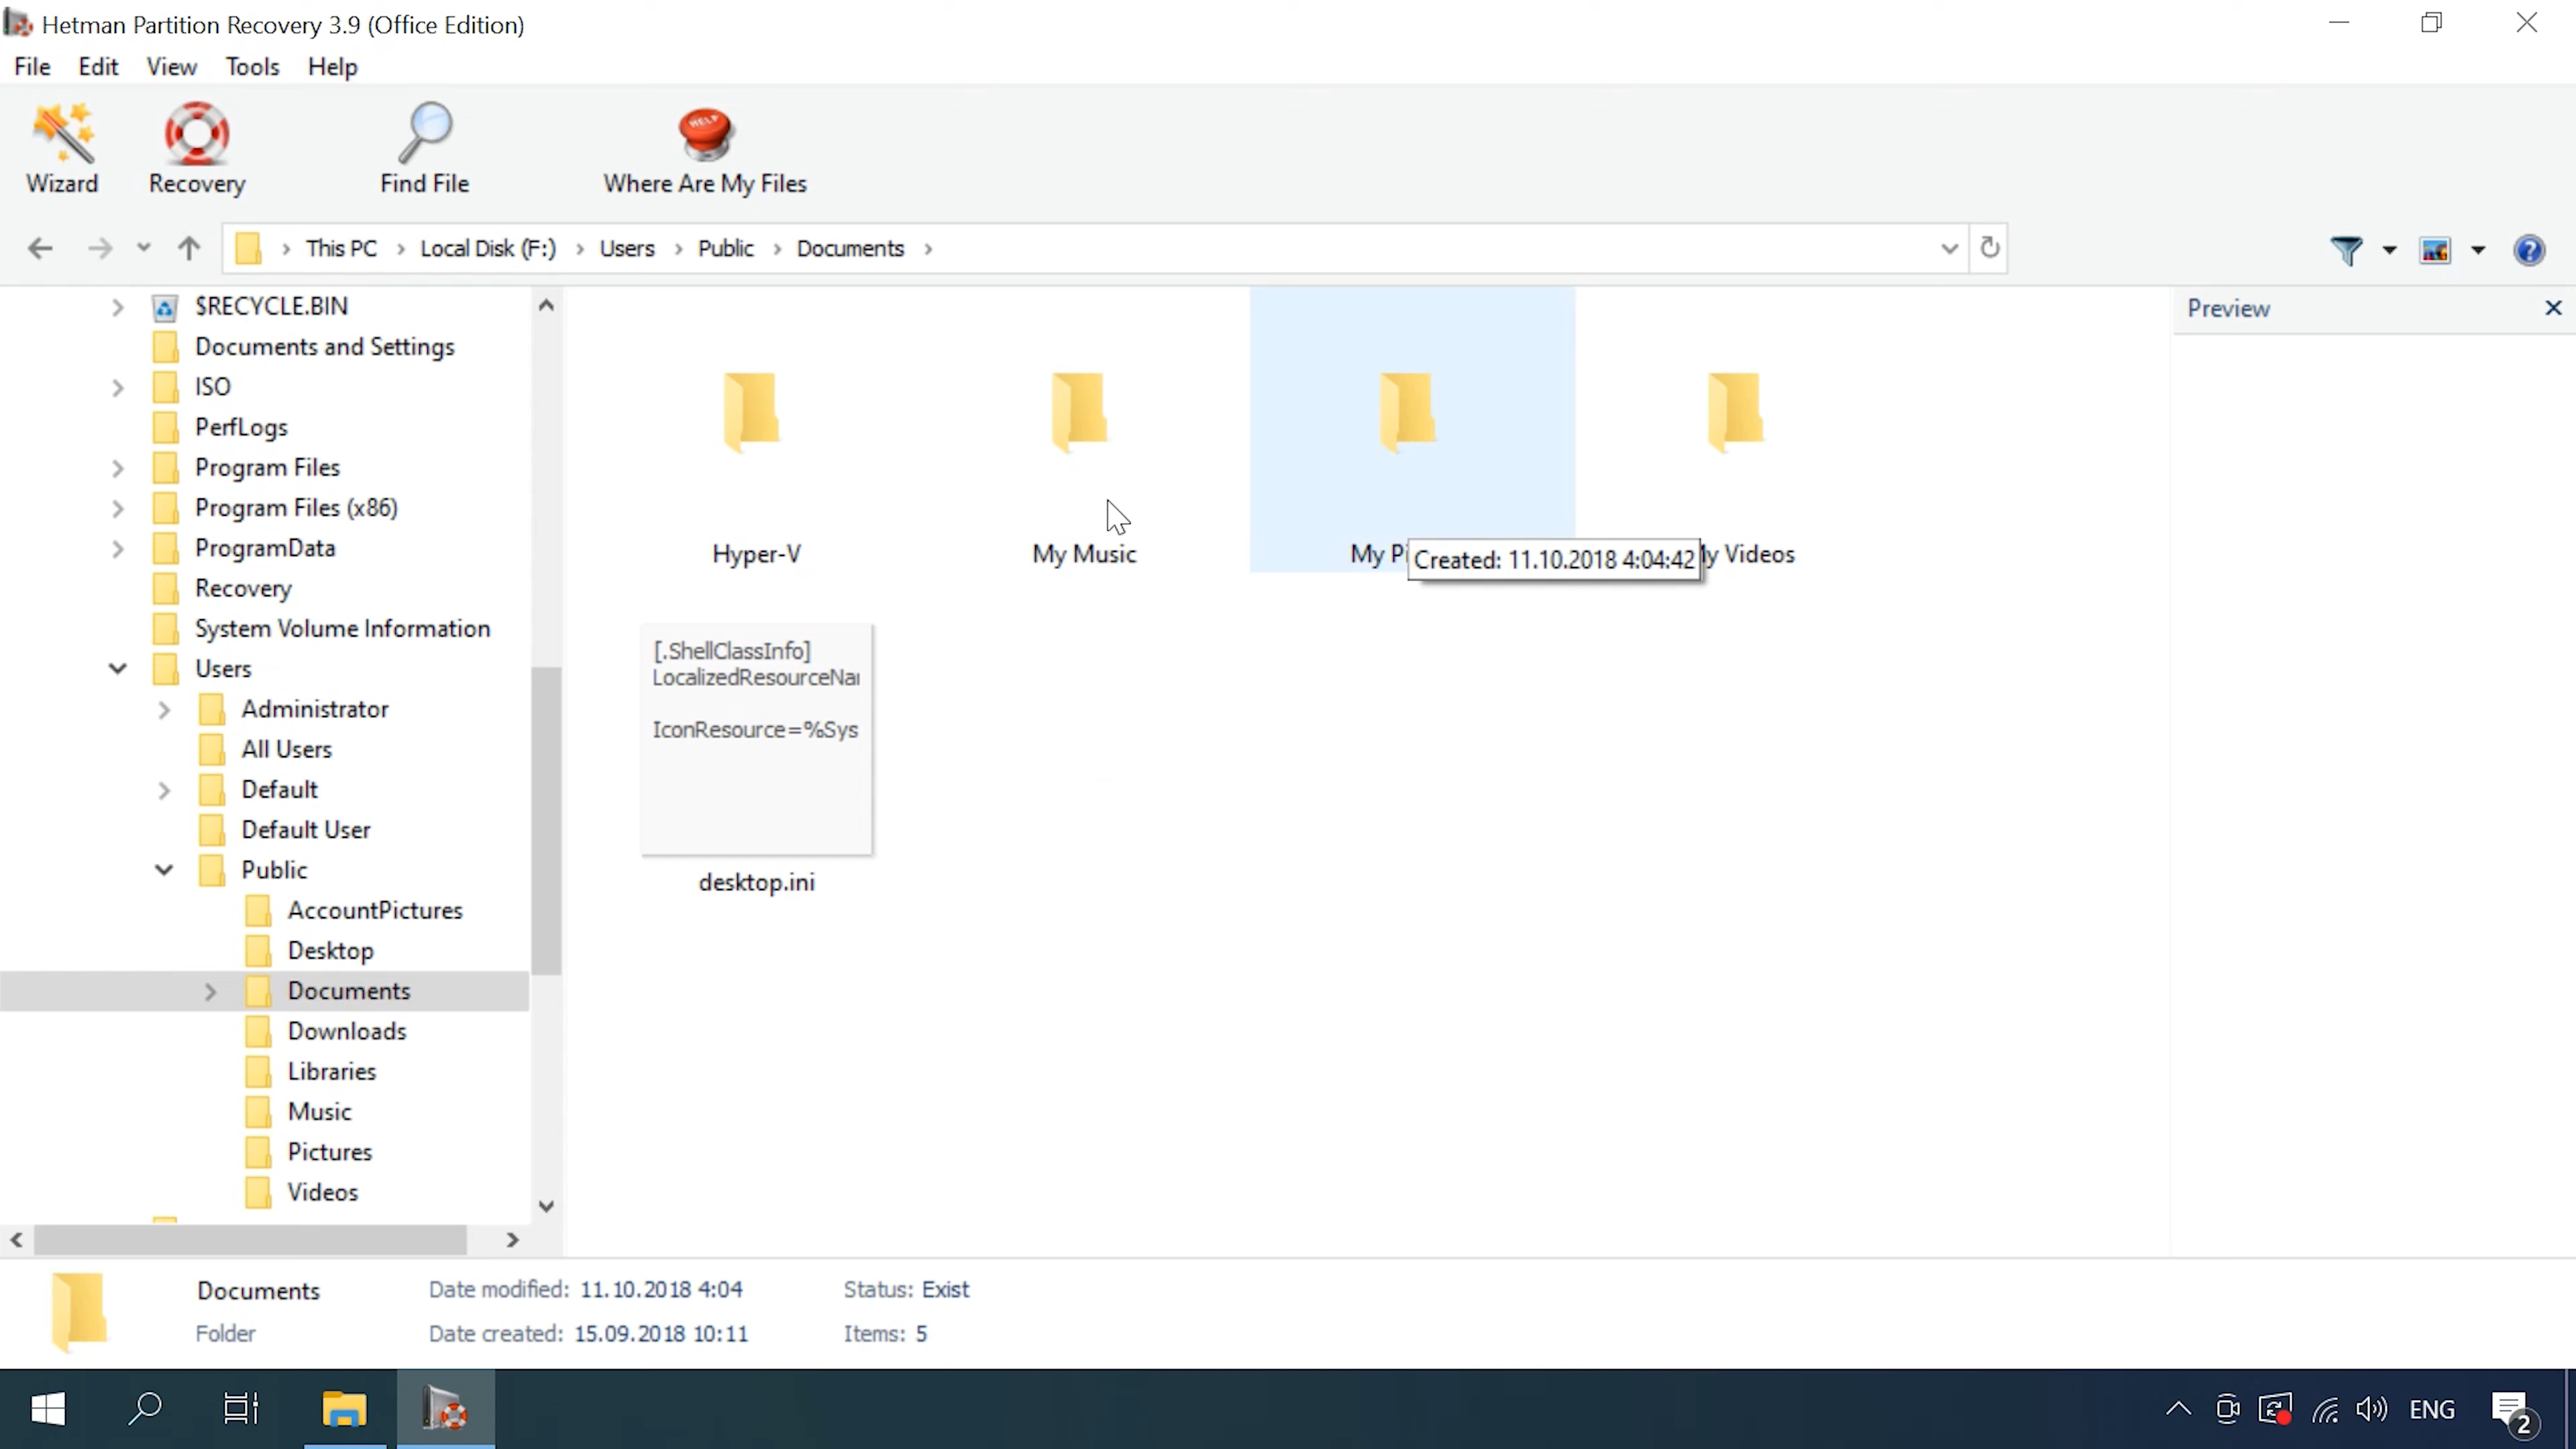 Hetman Partition Recovery 3.9 (Office Edition)
File Edit View Tools Help
HELP
Wizard Recovery Find File Where Are My Files
This PC Local Disk (F:) Users Public Documents
$RECYCLE.BIN
Documents and Settings
ISO
PerfLogs
Program Files
Program Files (x86)
ProgramData
Recovery
System Volume Information
Users
Administrator
All Users
Default
Default User
Public
AccountPictures
Desktop
Documents
Downloads
Libraries
Music
Pictures
Videos
Hyper-V
My Music
My Pi
Created: 11.10.2018 4:04:42
y Videos
[.ShellClassInfo]
LocalizedResourceNa
IconResource=%Sys
desktop.ini
Preview
Documents Date modified: 11.10.2018 4:04 Status: Exist
Folder Date created: 15.09.2018 10:11 Items: 5
ENG
2